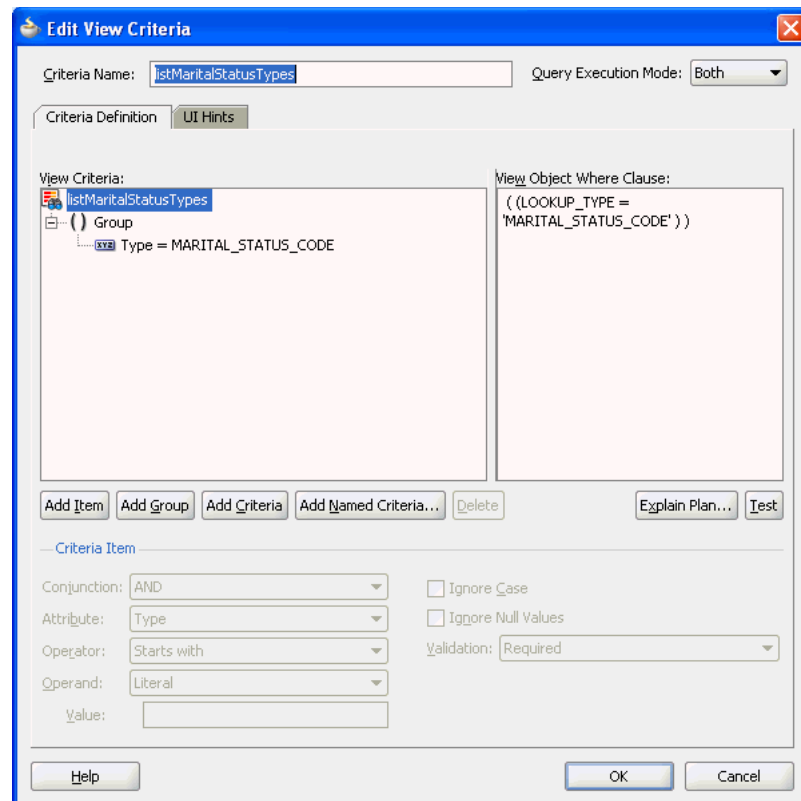 Edit View Criteria
Criteria Name: listMaritalStatusTypes Query Execution Mode: Both
Criteria Definition UI Hints
View Criteria: View Object Where Clause:
listMaritalStatusTypes ( (LOOKUP_TYPE =
( ) Group 'MARITAL_STATUS_CODE' ) )
xyz Type = MARITAL_STATUS_CODE
Add Item Add Group Add Criteria Add Named Criteria... Delete Explain Plan... Test
Criteria Item
Conjunction: AND Ignore Case
Attribute: Type Ignore Null Values
Operator: Starts with Validation: Required
Operand: Literal
Value:
Help OK Cancel